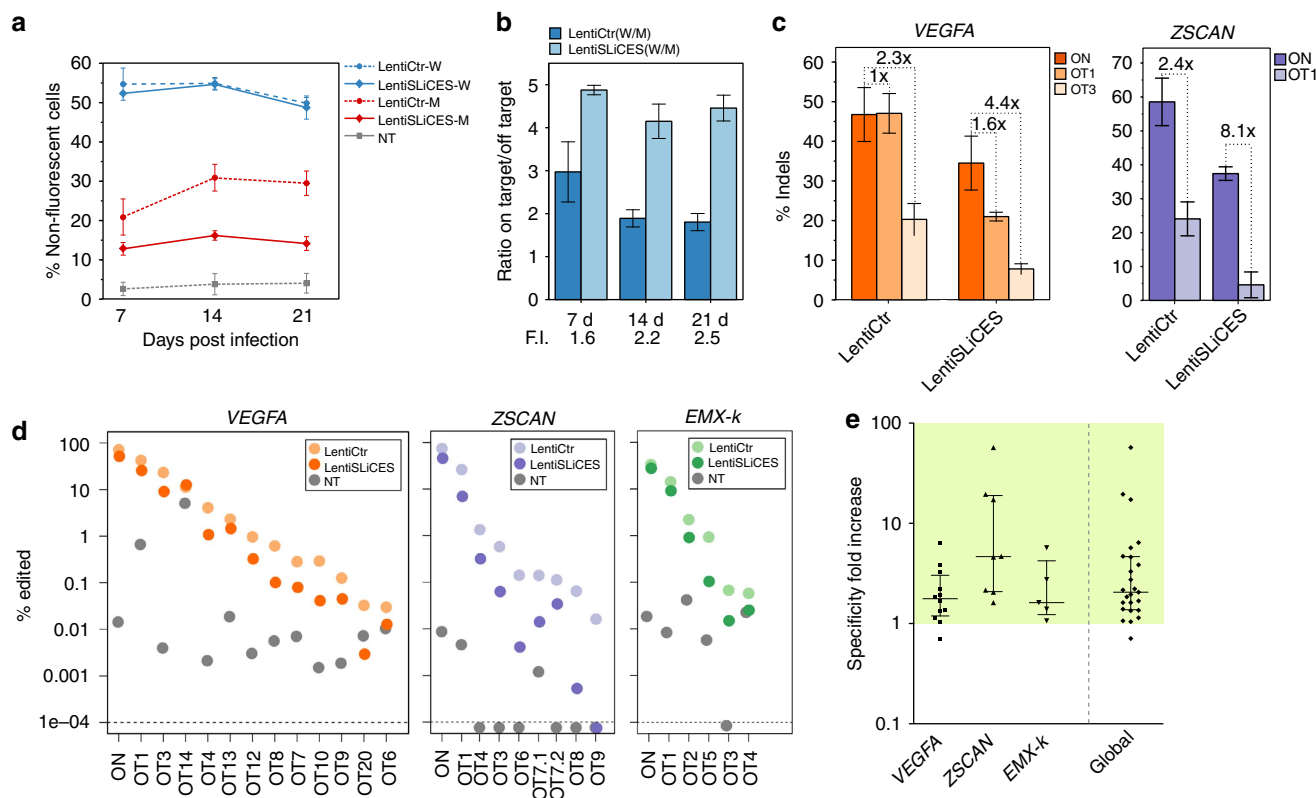 a
% Non-fluorescent cells
60
50
40
30
20
10
0
7
14
21
Days post infection
LentiCtr-W
LentiSLiCES-W
LentiCtr-M
LentiSLiCES-M
NT
b
LentiCtr(W/M)
LentiSLiCES(W/M)
Ratio on target/off target
5
4
3
2
1
0
7 d 14 d 21 d
F.I. 1.6 2.2 2.5
c
VEGFA
% Indels
60
50
40
30
20
10
0
2.3x
1x
4.4x
1.6x
ON
OT1
OT3
LentiCtr
LentiSLiCES
ZSCAN
70
60
50
40
30
20
10
0
2.4x
8.1x
ON
OT1
LentiCtr
LentiSLiCES
d
% edited
100
10
1
0.1
0.01
0.001
1e–04
VEGFA
LentiCtr
LentiSLiCES
NT
ON
OT1
OT3
OT14
OT4
OT13
OT12
OT8
OT7
OT10
OT9
OT20
OT6
ZSCAN
LentiCtr
LentiSLiCES
NT
ON
OT1
OT4
OT3
OT6
OT7.1
OT7.2
OT8
OT9
EMX-k
LentiCtr
LentiSLiCES
NT
ON
OT1
OT2
OT5
OT3
OT4
e
Specificity fold increase
100
10
1
0.1
VEGFA
ZSCAN
EMX-k
Global